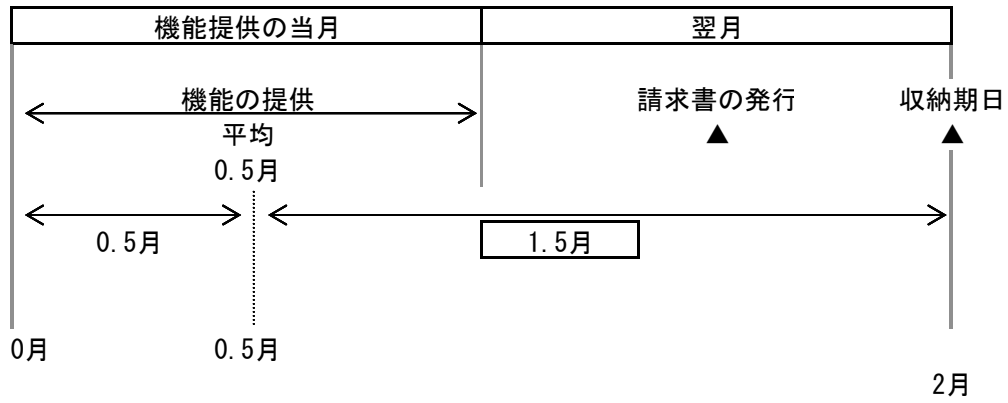 機能提供の当月 翌月
機能の提供 請求書の発行 収納期日
平均 ▲ ▲
0.5月
0.5月 1.5月
0月 0.5月
2月